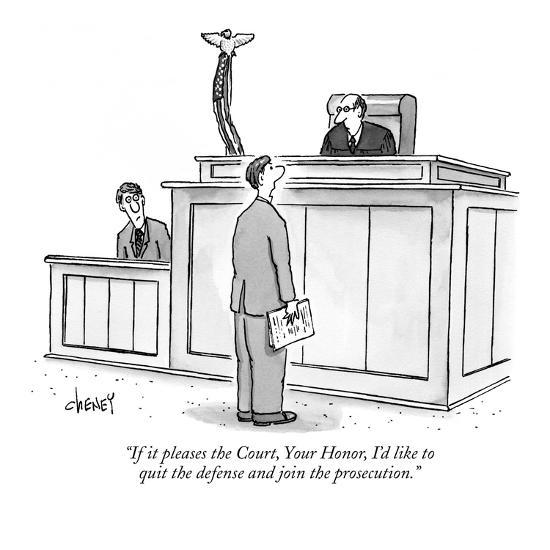 CHENEY
“If it pleases the Court, Your Honor, I’d like to
quit the defense and join the prosecution.”